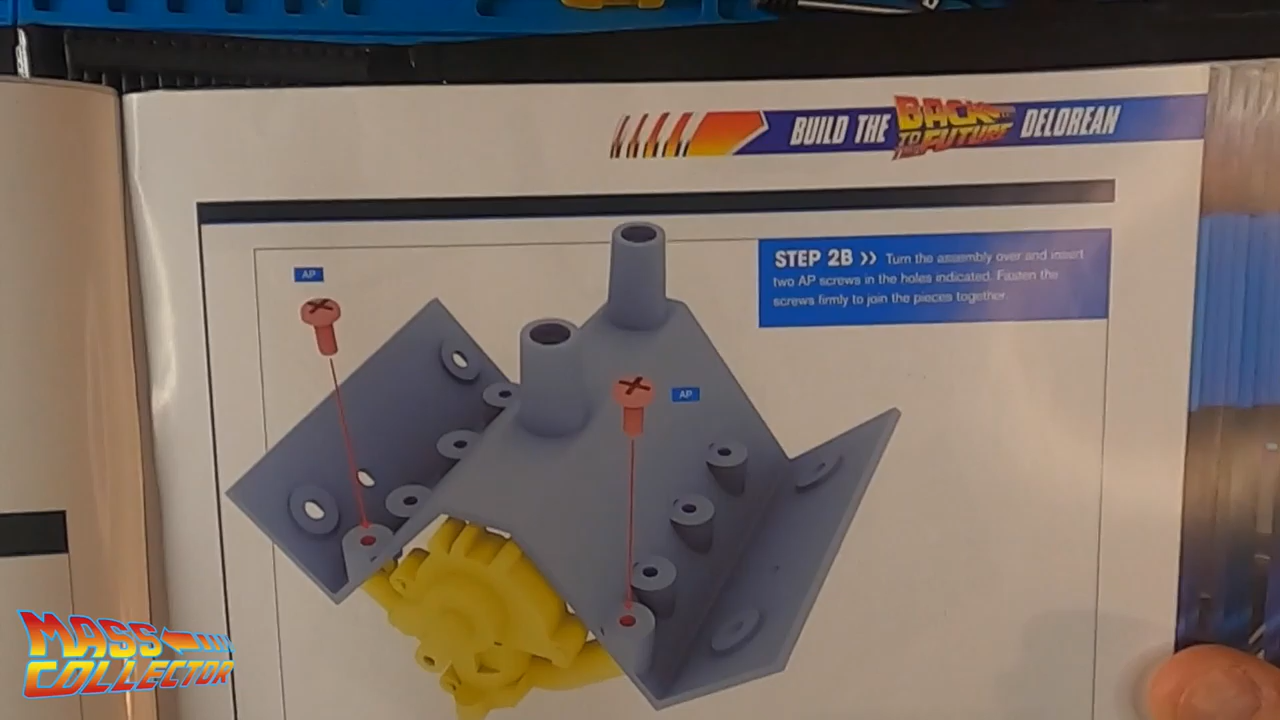 BUILD THE BACK TO THE FUTURE DELOREAN
STEP 2B >> Turn the assembly over and insert
two AP screws in the holes indicated. Fasten the
screws firmly to join the pieces together.
AP
AP
MASS
COLLECTOR